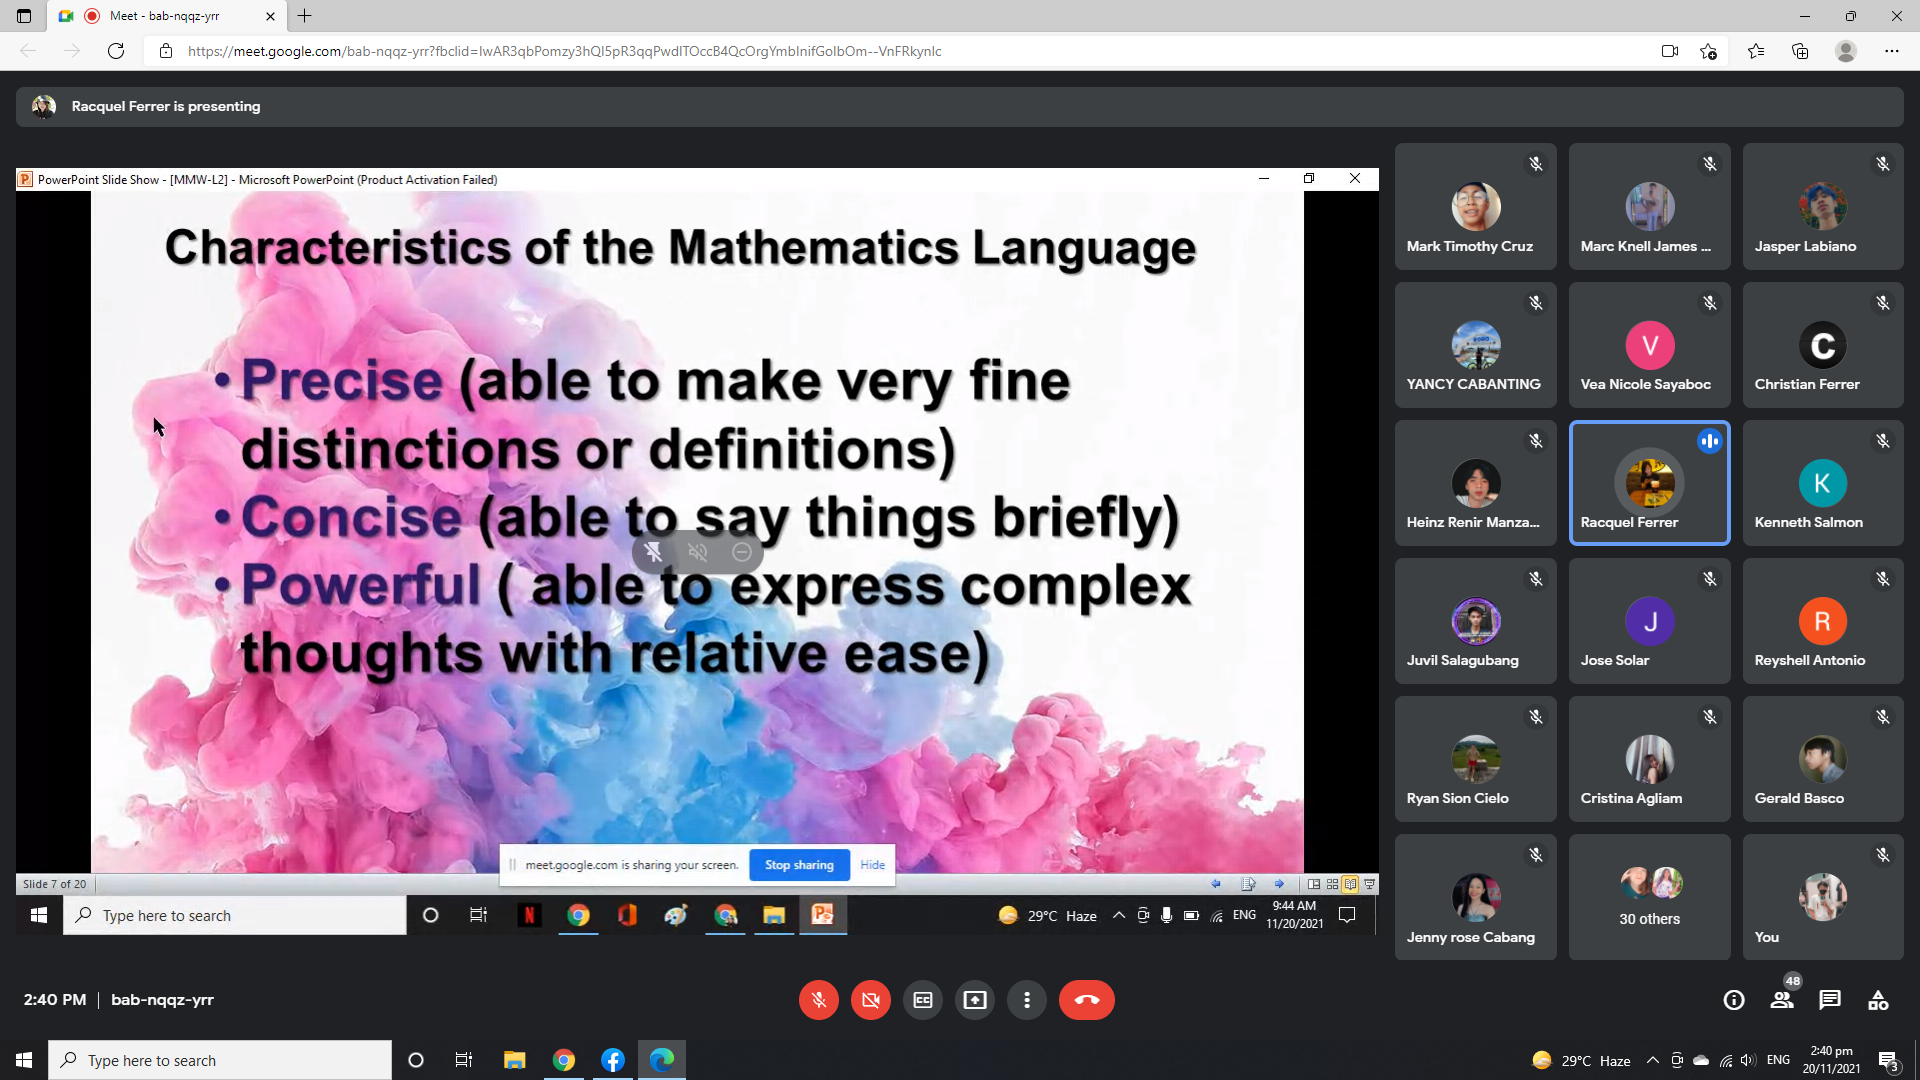 Meet - bab-nqqz-yrr
https://meet.google.com/bab-nqqz-yrr?fbclid=IwAR3qbPomzy3hQI5pR3qqPwdlTOccB4QcOrgYmbInifGolbOm--VnFRkynlc
Racquel Ferrer is presenting
PowerPoint Slide Show - [MMW-L2] - Microsoft PowerPoint (Product Activation Failed)
Characteristics of the Mathematics Language
• Precise (able to make very fine
distinctions or definitions)
• Concise (able to say things briefly)
• Powerful ( able to express complex
thoughts with relative ease)
meet.google.com is sharing your screen.
Stop sharing
Hide
Slide 7 of 20
Type here to search
29°C Haze
ENG
9:44 AM
11/20/2021
Mark Timothy Cruz
Marc Knell James ...
Jasper Labiano
YANCY CABANTING
V
Vea Nicole Sayaboc
C
Christian Ferrer
Heinz Renir Manza...
Racquel Ferrer
K
Kenneth Salmon
Juvil Salagubang
J
Jose Solar
R
Reyshell Antonio
Ryan Sion Cielo
Cristina Agliam
Gerald Basco
Jenny rose Cabang
30 others
You
2:40 PM | bab-nqqz-yrr
48
Type here to search
29°C Haze
ENG
2:40 pm
20/11/2021
3